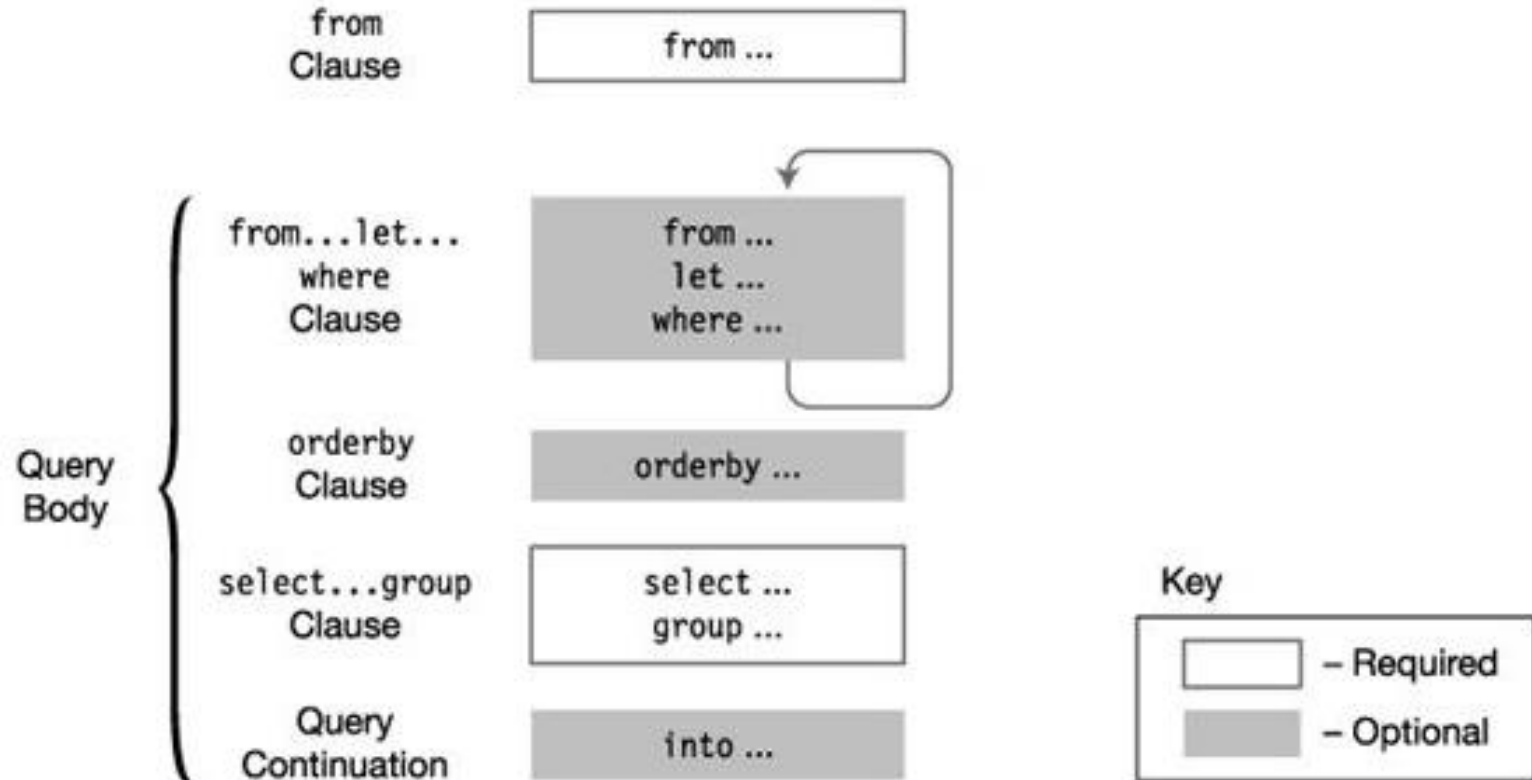 from
Clause
from ...
from...let...
where
Clause
from ...
let ...
where ...
orderby
Clause
orderby ...
Query
Body
select...group
Clause
select ...
group ...
Query
Continuation
into ...
Key
– Required
– Optional